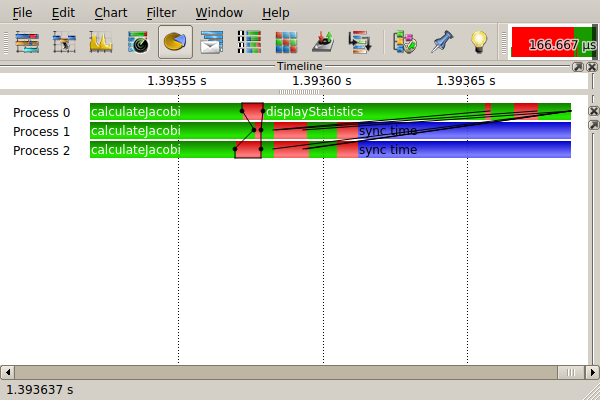 File Edit Chart Filter Window Help
166.667 µs
Timeline
1.39355 s 1.39360 s 1.39365 s
Process 0 calculateJacobi displayStatistics
Process 1 calculateJacobi sync time
Process 2 calculateJacobi sync time
1.393637 s